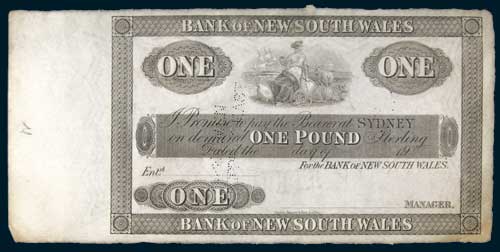 BANK OF NEW SOUTH WALES
ONE ONE
I Promise to pay the Bearer at SYDNEY
on demand ONE POUND Sterling
Dated the day of 18
For the BANK OF NEW SOUTH WALES.
Entd.
ONE
MANAGER.
BANK OF NEW SOUTH WALES